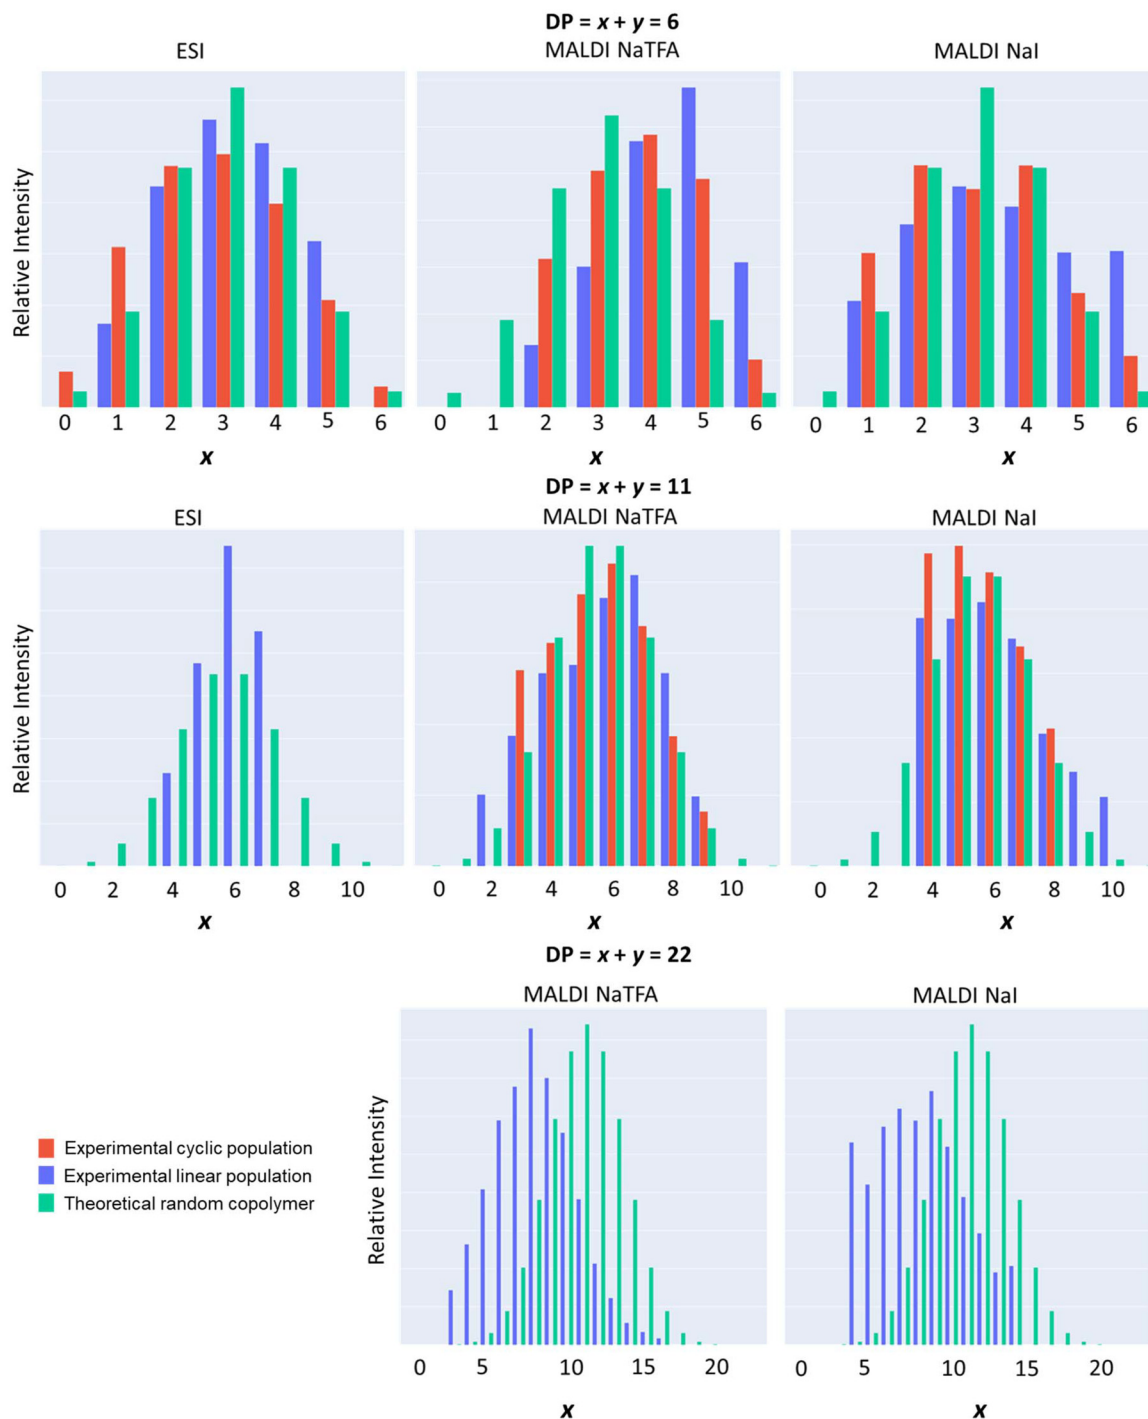 DP = x + y = 6
ESI
MALDI NaTFA
MALDI NaI
Relative Intensity
0 1 2 3 4 5 6
0 1 2 3 4 5 6
0 1 2 3 4 5 6
x
x
x
DP = x + y = 11
ESI
MALDI NaTFA
MALDI NaI
Relative Intensity
0 2 4 6 8 10
0 2 4 6 8 10
0 2 4 6 8 10
x
x
x
DP = x + y = 22
MALDI NaTFA
MALDI NaI
Experimental cyclic population
Experimental linear population
Theoretical random copolymer
Relative Intensity
0 5 10 15 20
0 5 10 15 20
x
x